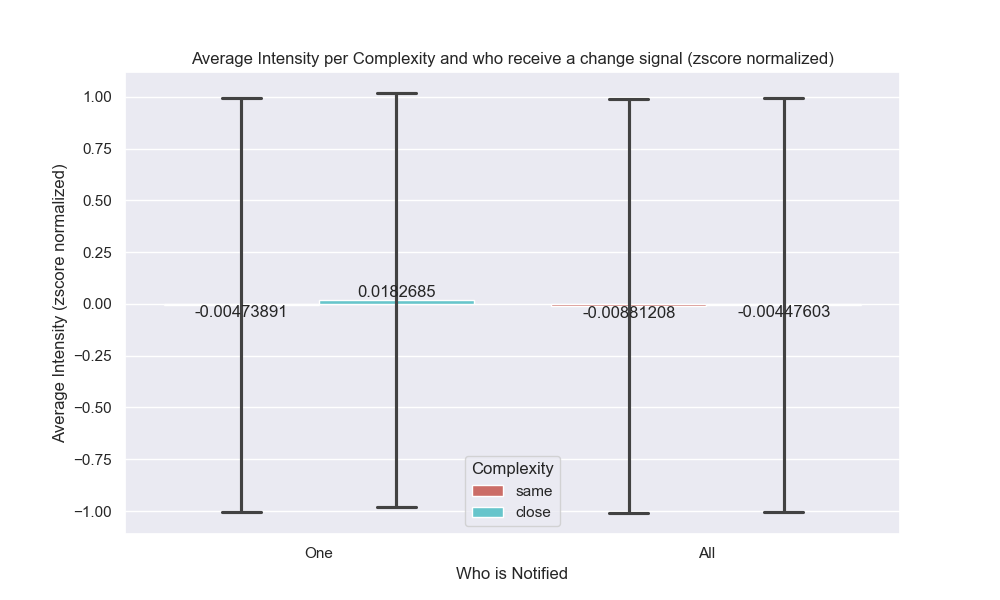 Average Intensity per Complexity and who receive a change signal (zscore normalized)
Average Intensity (zscore normalized)
1.00
0.75
0.50
0.25
0.00
−0.25
−0.50
−0.75
−1.00
-0.00473891
0.0182685
-0.00881208
-0.00447603
Complexity
same
close
One
All
Who is Notified